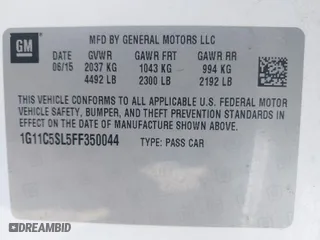 GM
MFD BY GENERAL MOTORS LLC
DATE GVWR GAWR FRT GAWR RR
06/15 2037 KG 1043 KG 994 KG
4492 LB 2300 LB 2192 LB
THIS VEHICLE CONFORMS TO ALL APPLICABLE U.S. FEDERAL MOTOR
VEHICLE SAFETY, BUMPER, AND THEFT PREVENTION STANDARDS
IN EFFECT ON THE DATE OF MANUFACTURE SHOWN ABOVE.
1G11C5SL5FF350044 TYPE: PASS CAR
DREAMBID